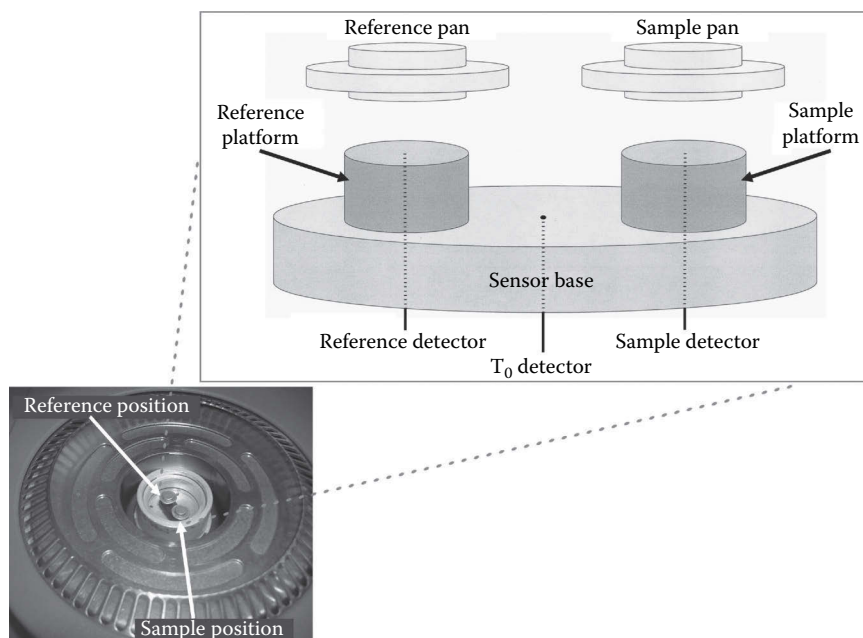 Reference pan
Sample pan
Reference
platform
Sample
platform
Sensor base
Reference detector
T₀ detector
Sample detector
Reference position
Sample position